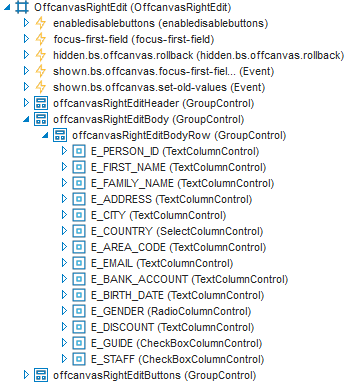 OffcanvasRightEdit (OffcanvasRightEdit)
enabledisablebuttons (enabledisablebuttons)
focus-first-field (focus-first-field)
hidden.bs.offcanvas.rollback (hidden.bs.offcanvas.rollback)
shown.bs.offcanvas.focus-first-fiel... (Event)
shown.bs.offcanvas.set-old-values (Event)
offcanvasRightEditHeader (GroupControl)
offcanvasRightEditBody (GroupControl)
offcanvasRightEditBodyRow (GroupControl)
E_PERSON_ID (TextColumnControl)
E_FIRST_NAME (TextColumnControl)
E_FAMILY_NAME (TextColumnControl)
E_ADDRESS (TextColumnControl)
E_CITY (TextColumnControl)
E_COUNTRY (SelectColumnControl)
E_AREA_CODE (TextColumnControl)
E_EMAIL (TextColumnControl)
E_BANK_ACCOUNT (TextColumnControl)
E_BIRTH_DATE (TextColumnControl)
E_GENDER (RadioColumnControl)
E_DISCOUNT (TextColumnControl)
E_GUIDE (CheckBoxColumnControl)
E_STAFF (CheckBoxColumnControl)
offcanvasRightEditButtons (GroupControl)